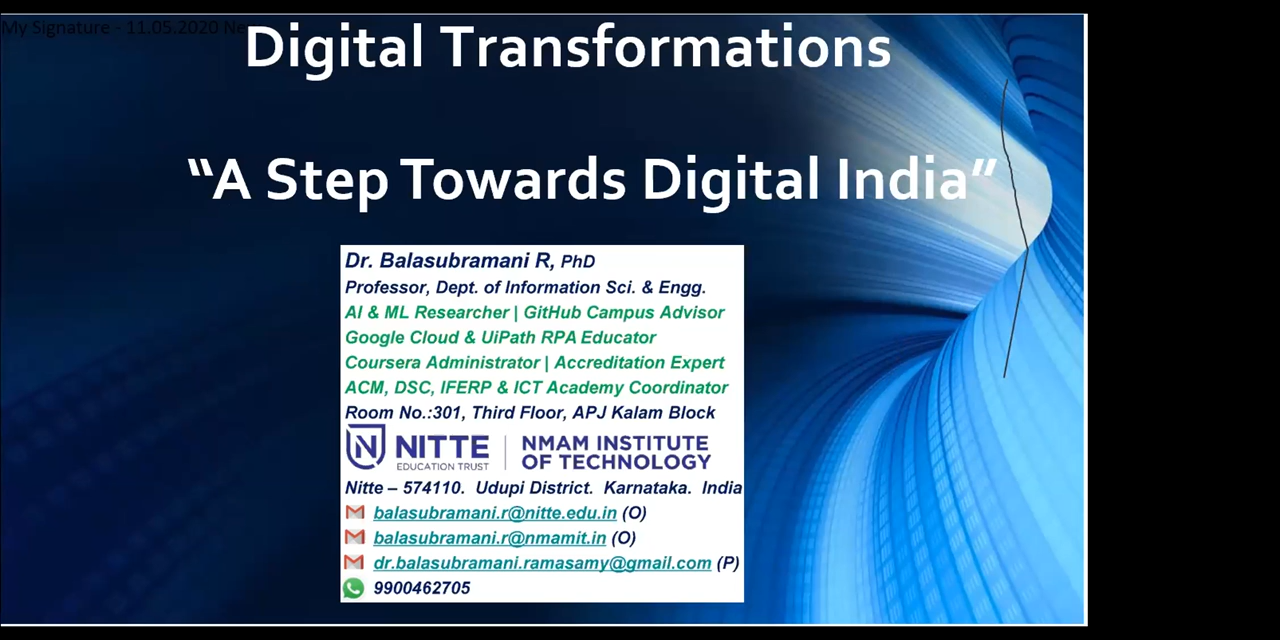 My Signature - 11.05.2020
Digital Transformations
“A Step Towards Digital India”
Dr. Balasubramani R, PhD
Professor, Dept. of Information Sci. & Engg.
AI & ML Researcher | GitHub Campus Advisor
Google Cloud & UiPath RPA Educator
Coursera Administrator | Accreditation Expert
ACM, DSC, IFERP & ICT Academy Coordinator
Room No.:301, Third Floor, APJ Kalam Block
NITTE
EDUCATION TRUST
NMAM INSTITUTE
OF TECHNOLOGY
Nitte – 574110. Udupi District. Karnataka. India
balasubramani.r@nitte.edu.in (O)
balasubramani.r@nmamit.in (O)
dr.balasubramani.ramasamy@gmail.com (P)
9900462705